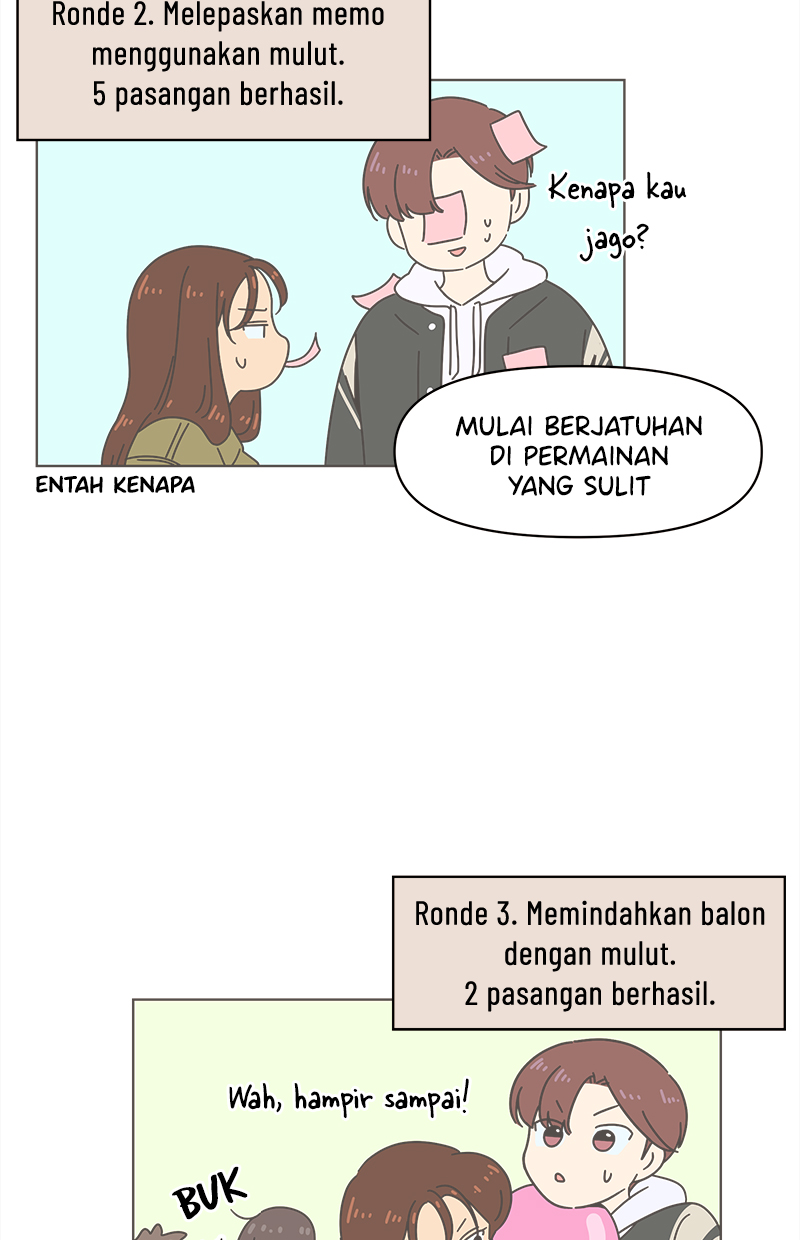 Ronde 2. Melepaskan memo
menggunakan mulut.
5 pasangan berhasil.
Kenapa kau
jago?
MULAI BERJATUHAN
DI PERMAINAN
YANG SULIT
ENTAH KENAPA
Ronde 3. Memindahkan balon
dengan mulut.
2 pasangan berhasil.
Wah, hampir sampai!
BUK